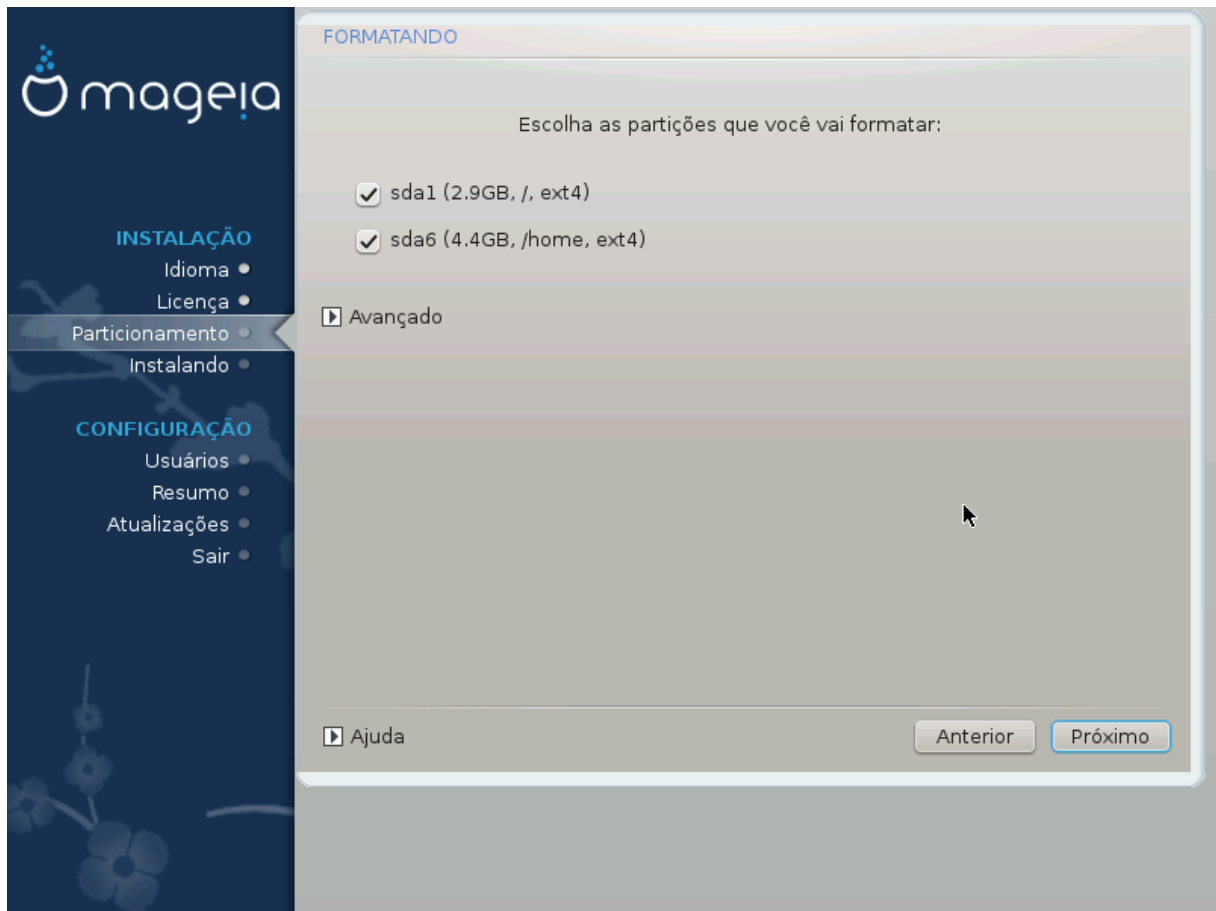 mageia
INSTALAÇÃO
Idioma
Licença
Particionamento
Instalando
CONFIGURAÇÃO
Usuários
Resumo
Atualizações
Sair
FORMATANDO
Escolha as partições que você vai formatar:
sda1 (2.9GB, /, ext4)
sda6 (4.4GB, /home, ext4)
Avançado
Ajuda
Anterior
Próximo